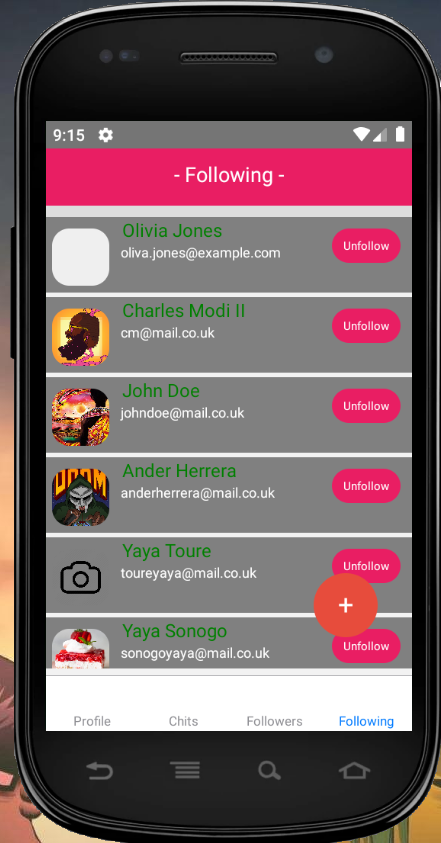 9:15
- Following -
Olivia Jones
oliva.jones@example.com
Unfollow
Charles Modi II
cm@mail.co.uk
Unfollow
John Doe
johndoe@mail.co.uk
Unfollow
DOOM
Ander Herrera
anderherrera@mail.co.uk
Unfollow
Yaya Toure
toureyaya@mail.co.uk
Unfollow
+
Yaya Sonogo
sonogoyaya@mail.co.uk
Unfollow
Profile Chits Followers Following